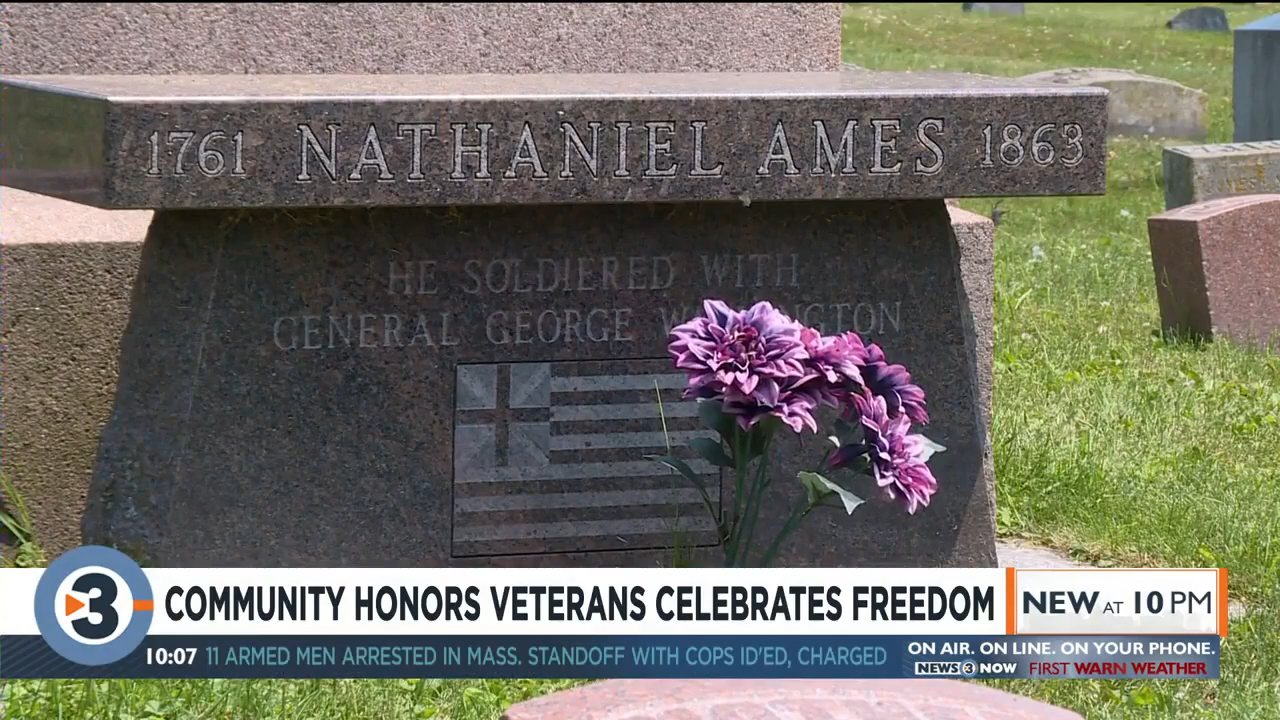 1761 NATHANIEL AMES 1863
HE SOLDIERED WITH
GENERAL GEORGE
3 COMMUNITY HONORS VETERANS CELEBRATES FREEDOM NEW AT 10 PM
10:07 11 ARMED MEN ARRESTED IN MASS. STANDOFF WITH COPS ID'ED, CHARGED
ON AIR. ON LINE. ON YOUR PHONE.
NEWS 3 NOW FIRST WARN WEATHER